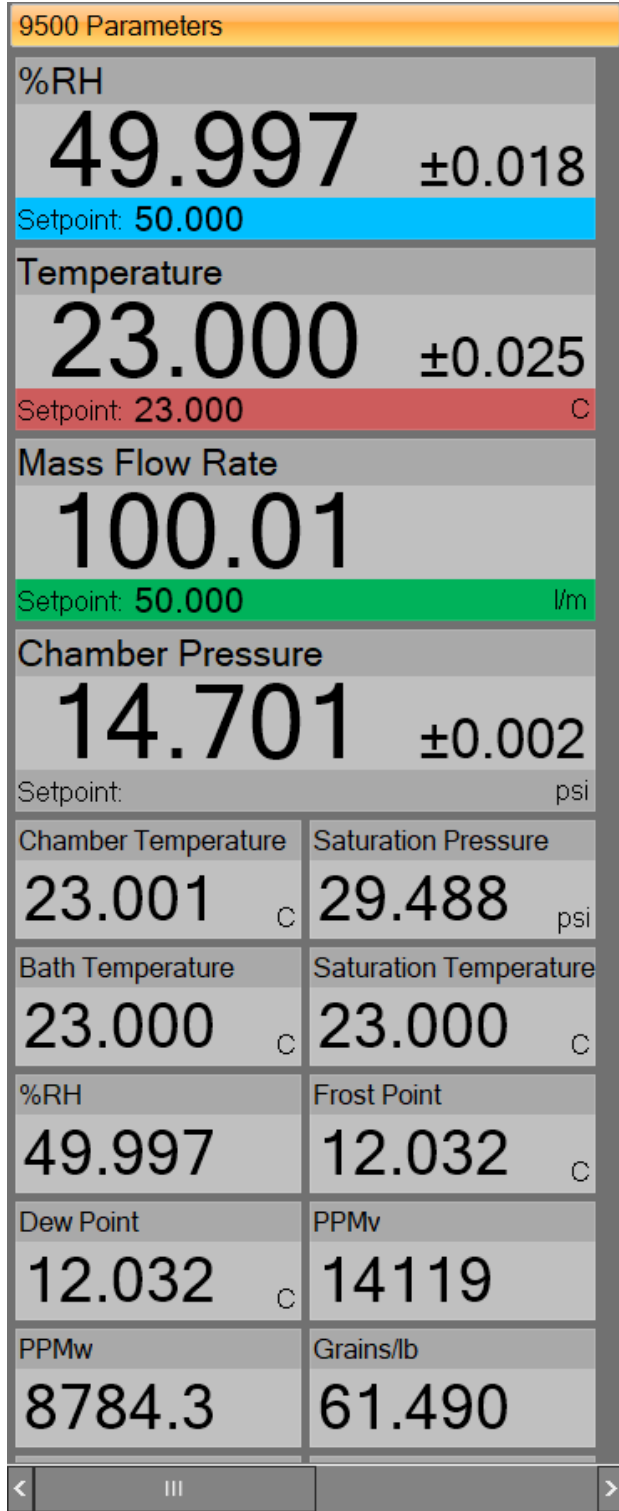 9500 Parameters
%RH
49.997 ±0.018
Setpoint: 50.000
Temperature
23.000 ±0.025
Setpoint: 23.000 C
Mass Flow Rate
100.01
Setpoint: 50.000 l/m
Chamber Pressure
14.701 ±0.002
Setpoint: psi
Chamber Temperature Saturation Pressure
23.001 C 29.488 psi
Bath Temperature Saturation Temperature
23.000 C 23.000 C
%RH Frost Point
49.997 12.032 C
Dew Point PPMv
12.032 C 14119
PPMw Grains/lb
8784.3 61.490